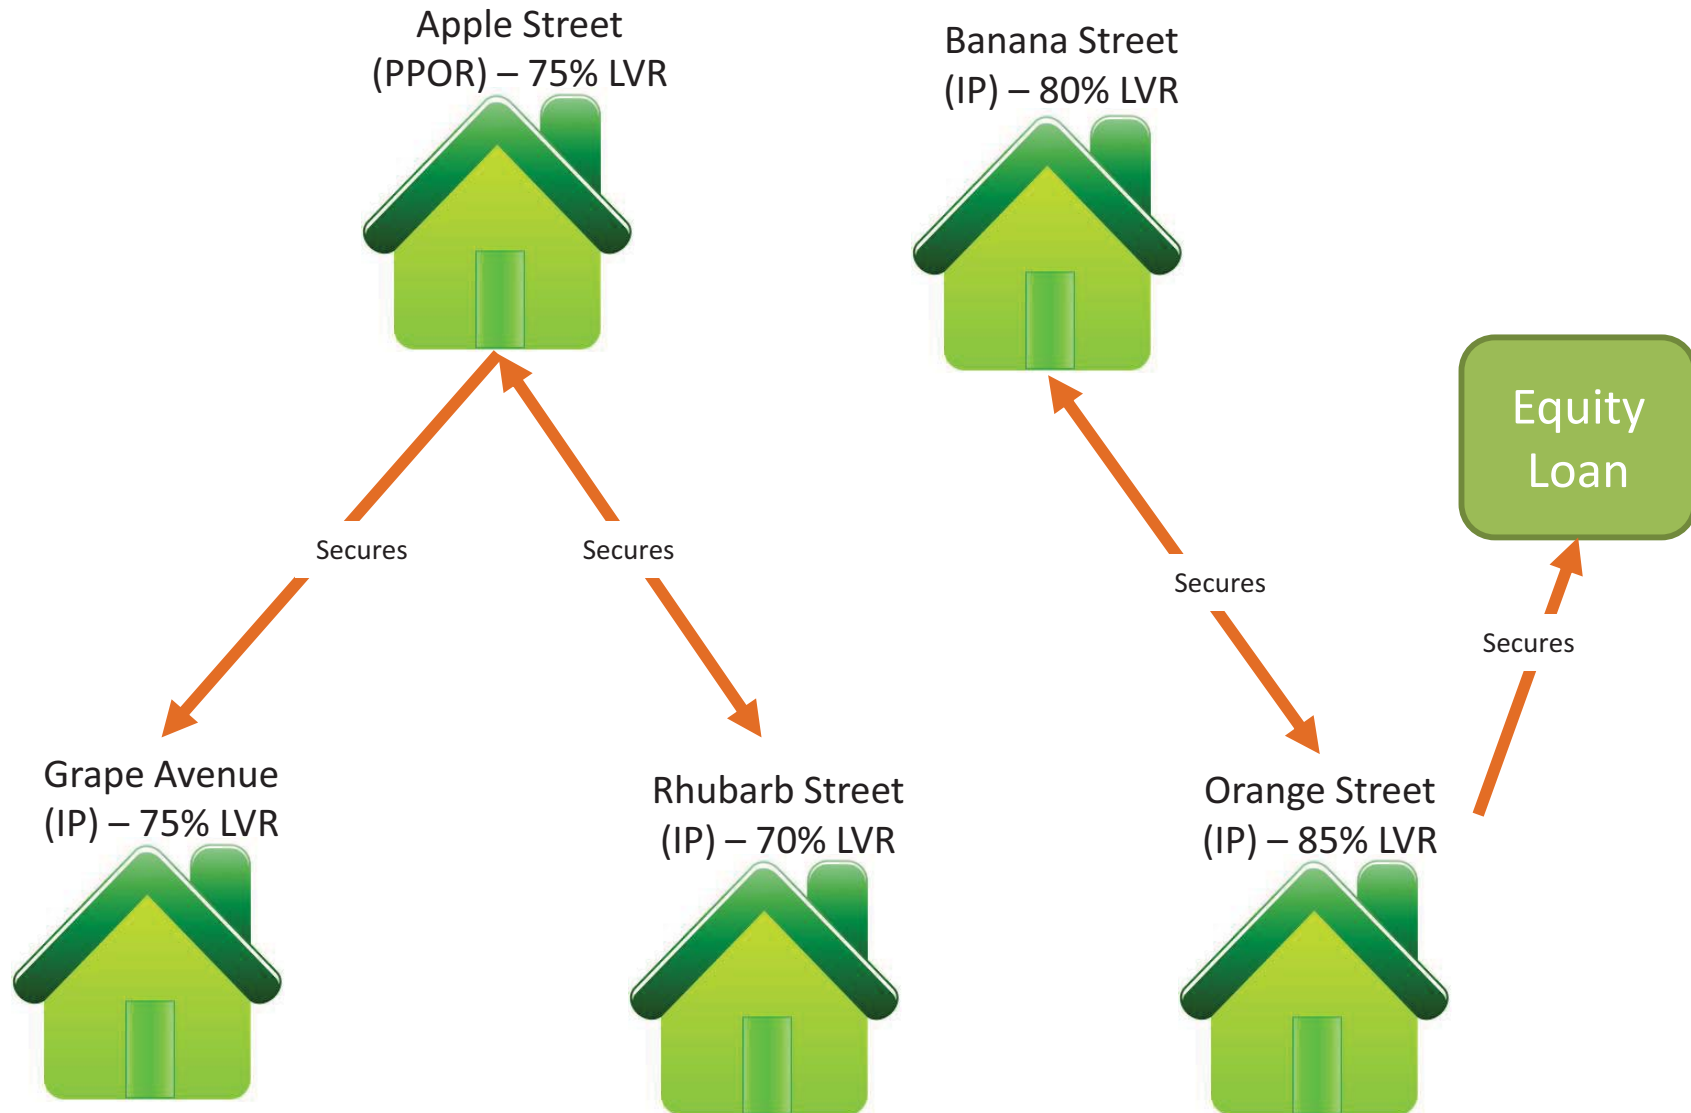 Apple Street
(PPOR) – 75% LVR
Banana Street
(IP) – 80% LVR
Equity
Loan
Secures
Secures
Secures
Secures
Grape Avenue
(IP) – 75% LVR
Rhubarb Street
(IP) – 70% LVR
Orange Street
(IP) – 85% LVR